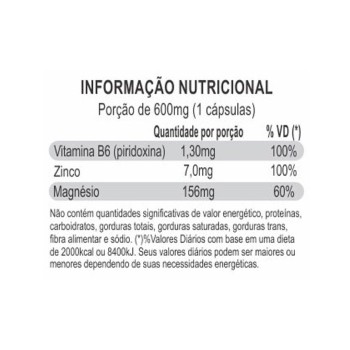 INFORMAÇÃO NUTRICIONAL
Porção de 600mg (1 cápsulas)
Quantidade por porção % VD (*)
Vitamina B6 (piridoxina) 1,30mg 100%
Zinco 7,0mg 100%
Magnésio 156mg 60%
Não contém quantidades significativas de valor energético, proteínas,
carboidratos, gorduras totais, gorduras saturadas, gorduras trans,
fibra alimentar e sódio. (*)%Valores Diários com base em uma dieta
de 2000kcal ou 8400kJ. Seus valores diários podem ser maiores ou
menores dependendo de suas necessidades energéticas.